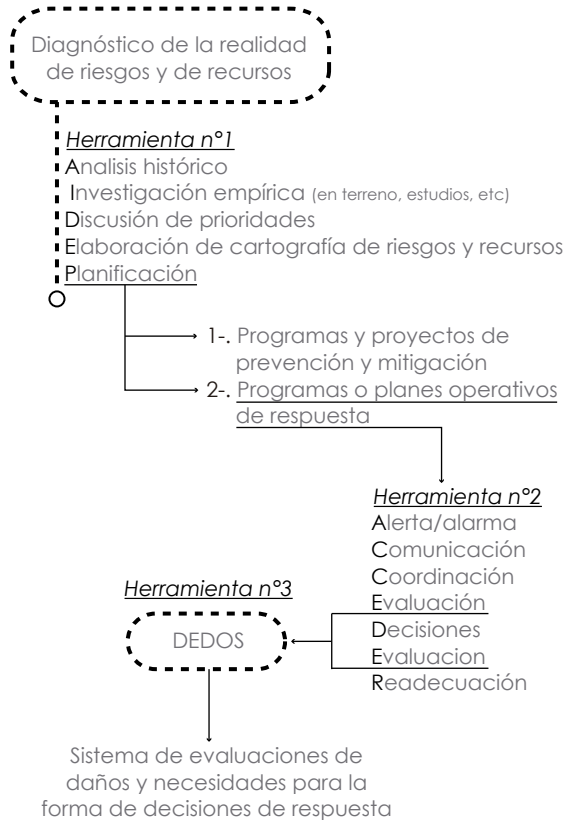 Diagnóstico de la realidad
de riesgos y de recursos
Herramienta n°1
Analisis histórico
Investigación empírica (en terreno, estudios, etc)
Discusión de prioridades
Elaboración de cartografía de riesgos y recursos
Planificación
1-. Programas y proyectos de
prevención y mitigación
2-. Programas o planes operativos
de respuesta
Herramienta n°2
Alerta/alarma
Comunicación
Coordinación
Evaluación
Decisiones
Evaluacion
Readecuación
Herramienta n°3
DEDOS
Sistema de evaluaciones de
daños y necesidades para la
forma de decisiones de respuesta